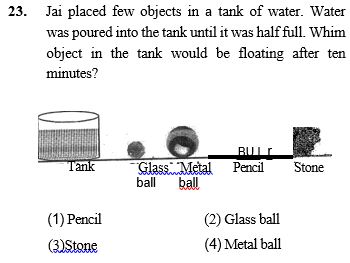 23. Jai placed few objects in a tank of water. Water
was poured into the tank until it was half full. Whim
object in the tank would be floating after ten
minutes?
BU I r
Tank Glass Metal Pencil Stone
ball ball
(1) Pencil (2) Glass ball
(3)Stone (4) Metal ball